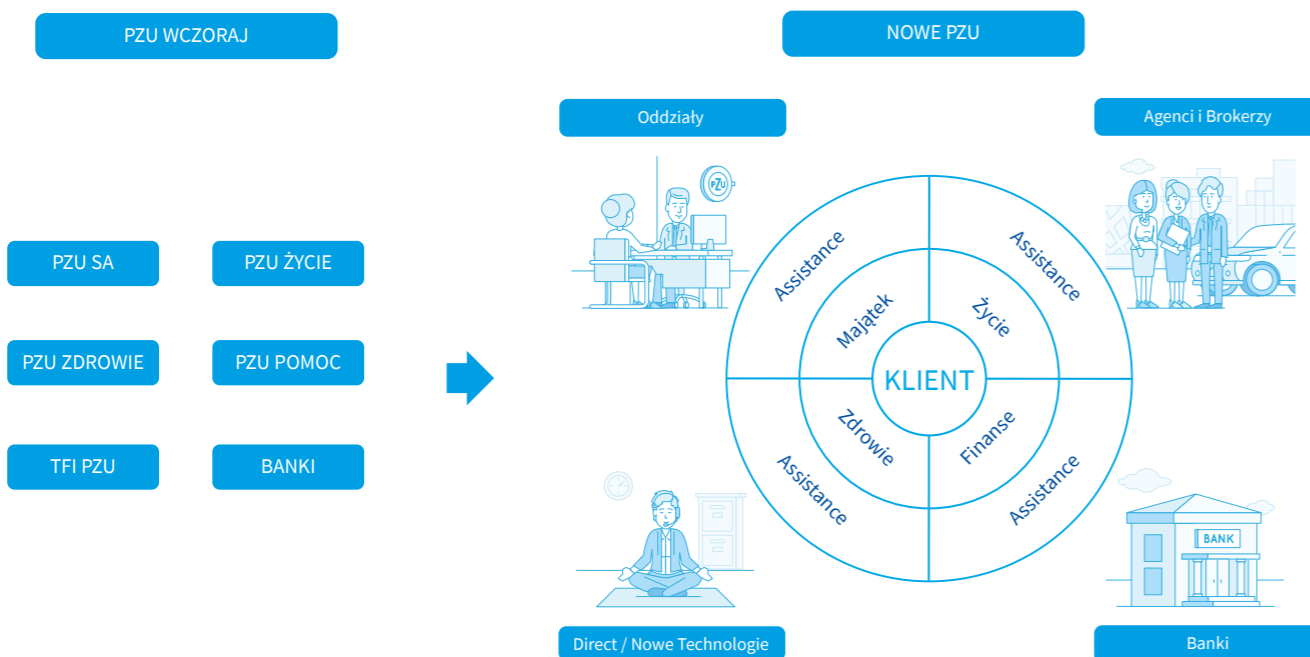 PZU WCZORAJ
NOWE PZU
Oddziały
Agenci i Brokerzy
PZU
PZU SA
PZU ŻYCIE
Assistance
Assistance
Majątek
Życie
PZU ZDROWIE
PZU POMOC
KLIENT
Zdrowie
Finanse
TFI PZU
BANKI
Assistance
Assistance
BANK
Direct / Nowe Technologie
Banki